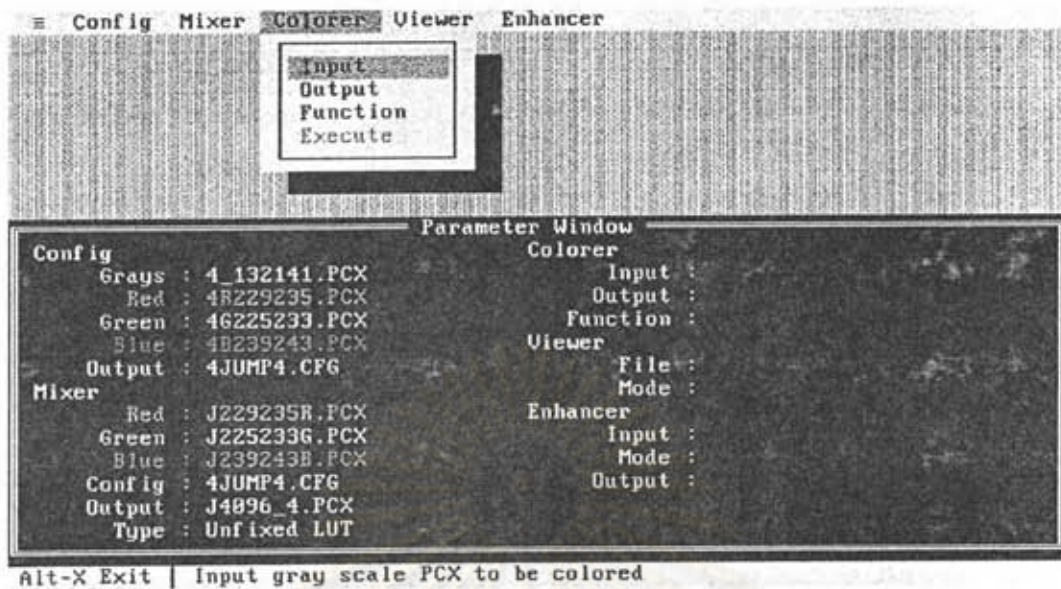 ≡ Config Mixer Colorer Viewer Enhancer
Input
Output
Function
Execute
Parameter Window
Config
Grays : 4_132141.PCX
Red : 4R229235.PCX
Green : 4G225233.PCX
Blue : 4B239243.PCX
Output : 4JUMP4.CFG
Mixer
Red : J229235R.PCX
Green : J225233G.PCX
Blue : J239243B.PCX
Config : 4JUMP4.CFG
Output : J4096_4.PCX
Type : Unfixed LUT
Colorer
Input :
Output :
Function :
Viewer
File :
Mode :
Enhancer
Input :
Mode :
Output :
Alt-X Exit | Input gray scale PCX to be colored